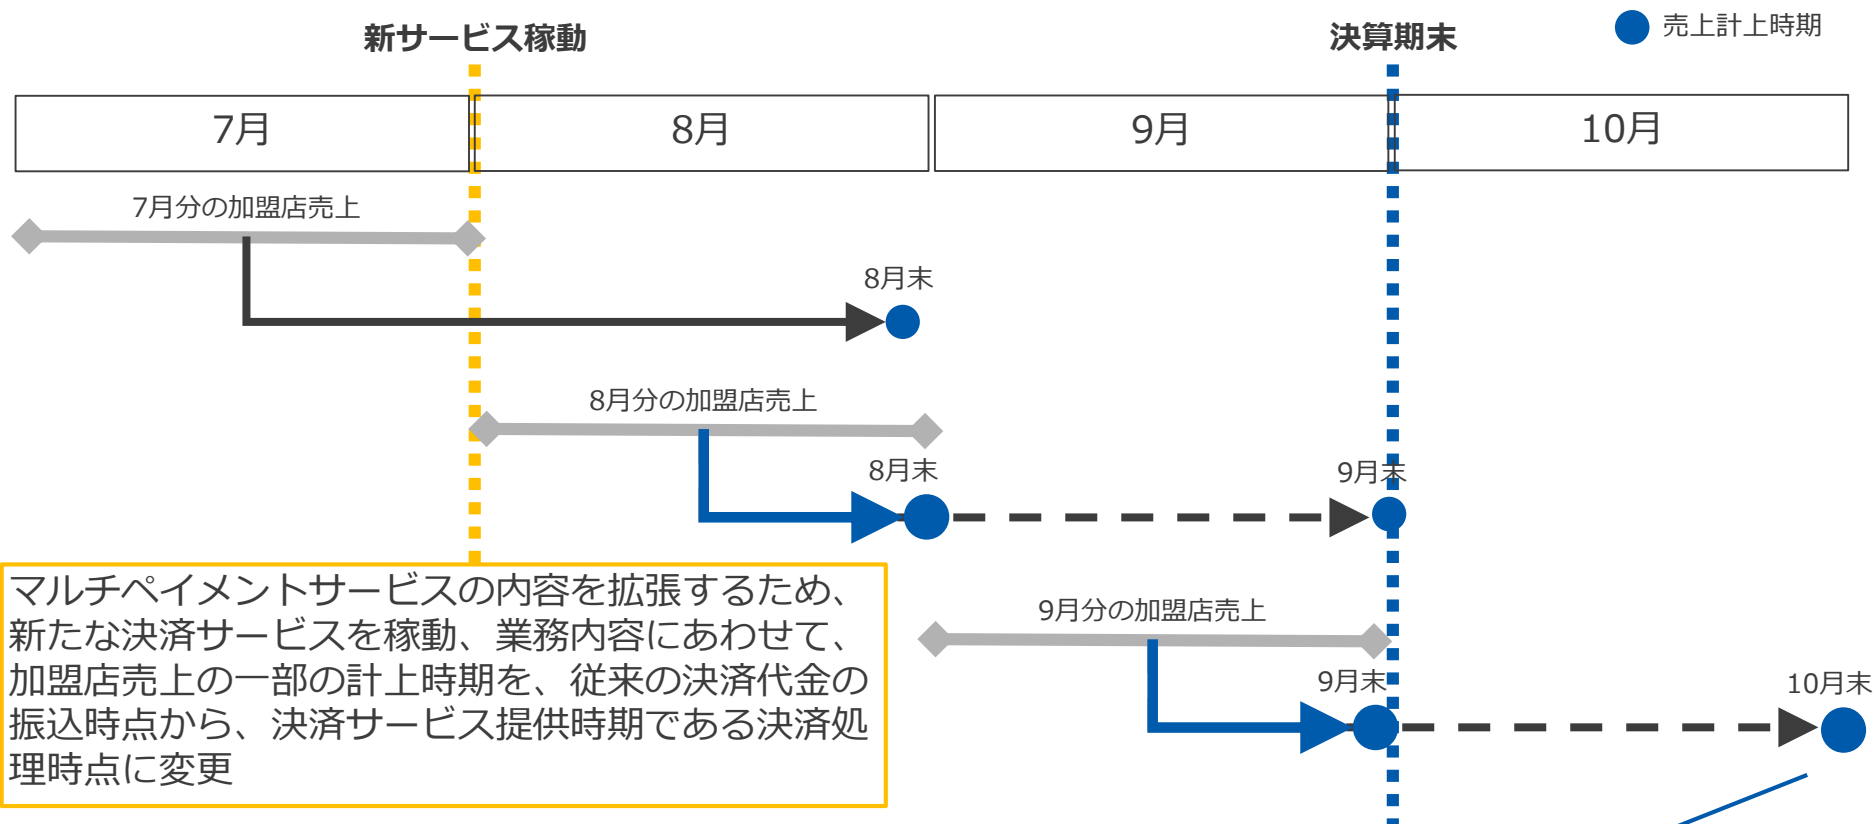 新サービス稼動
決算期末
売上計上時期
7月
8月
9月
10月
7月分の加盟店売上
8月末
8月分の加盟店売上
8月末
9月末
9月分の加盟店売上
9月末
10月末
マルチペイメントサービスの内容を拡張するため、
新たな決済サービスを稼動、業務内容にあわせて、
加盟店売上の一部の計上時期を、従来の決済代金の
振込時点から、決済サービス提供時期である決済処
理時点に変更